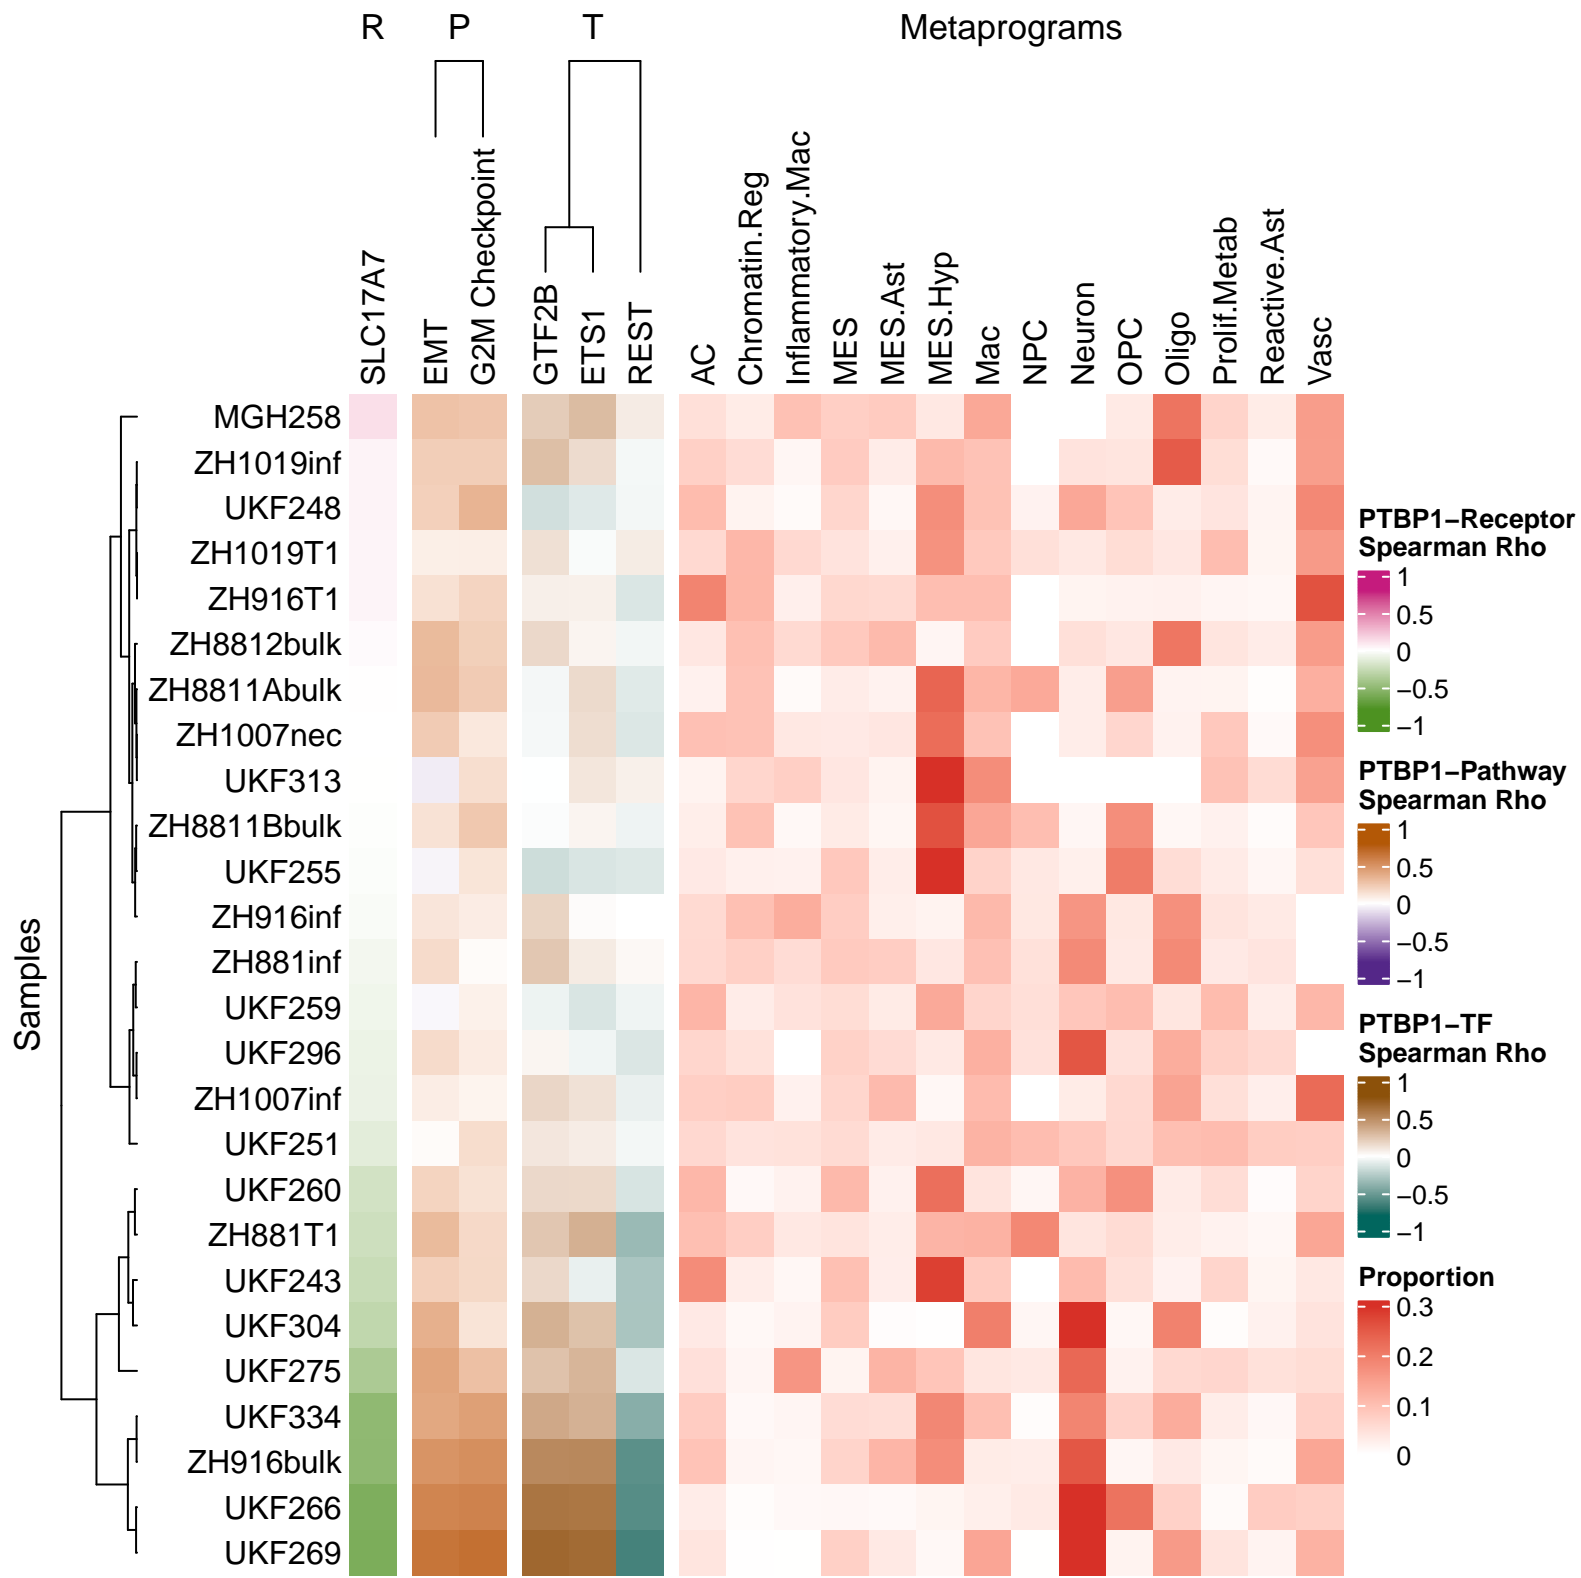 R P T Metaprograms
SLC17A7
EMT
G2M Checkpoint
GTF2B
ETS1
REST
AC
Chromatin.Reg
Inflammatory.Mac
MES
MES.Ast
MES.Hyp
Mac
NPC
Neuron
OPC
Oligo
Prolif.Metab
Reactive.Ast
Vasc
Samples
MGH258
ZH1019inf
UKF248
ZH1019T1
ZH916T1
ZH8812bulk
ZH8811Abulk
ZH1007nec
UKF313
ZH8811Bbulk
UKF255
ZH916inf
ZH881inf
UKF259
UKF296
ZH1007inf
UKF251
UKF260
ZH881T1
UKF243
UKF304
UKF275
UKF334
ZH916bulk
UKF266
UKF269
PTBP1−Receptor
Spearman Rho
1
0.5
0
−0.5
−1
PTBP1−Pathway
Spearman Rho
1
0.5
0
−0.5
−1
PTBP1−TF
Spearman Rho
1
0.5
0
−0.5
−1
Proportion
0.3
0.2
0.1
0